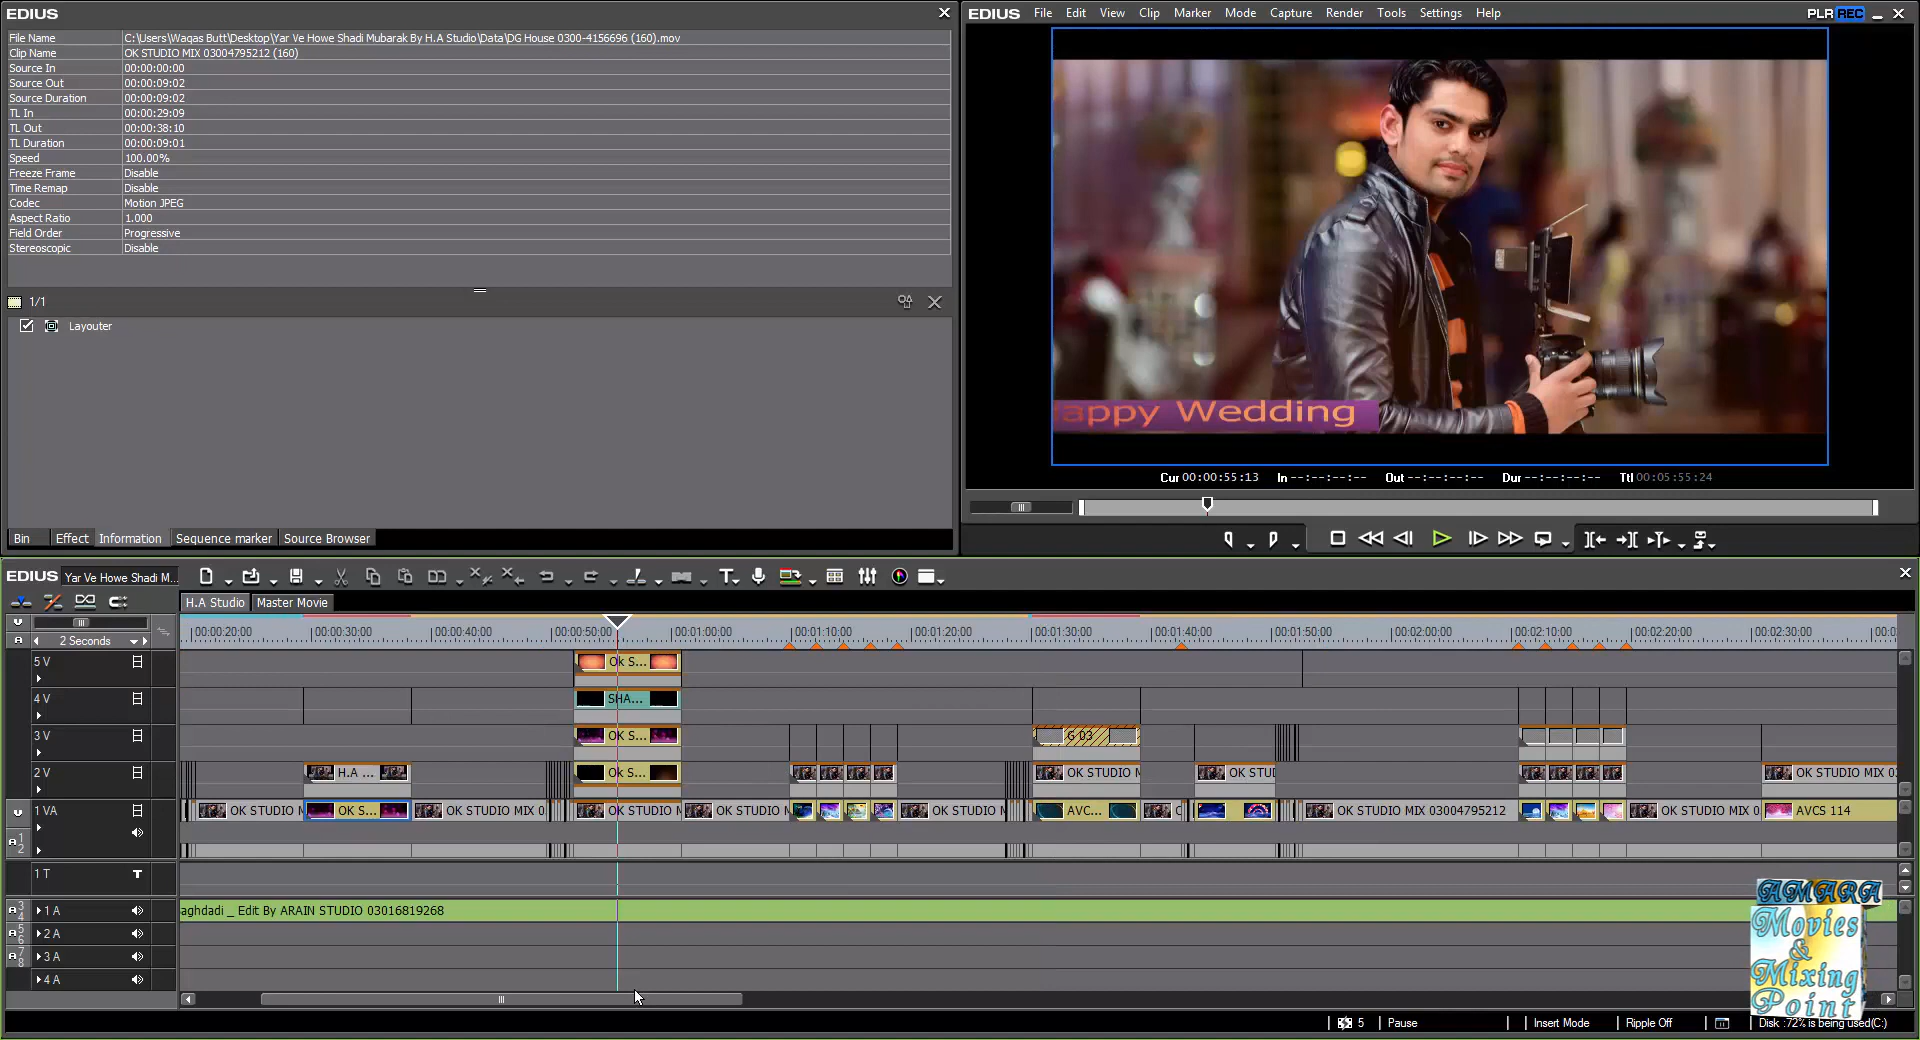 EDIUS
File Name C:\Users\Waqas Butt\Desktop\Yar Ve Howe Shadi Mubarak By H.A Studio\Data\DG House 0300-4156696 (160).mov
Clip Name OK STUDIO MIX 03004795212 (160)
Source In 00:00:00:00
Source Out 00:00:09:02
Source Duration 00:00:09:02
TL In 00:00:29:09
TL Out 00:00:38:10
TL Duration 00:00:09:01
Speed 100.00%
Freeze Frame Disable
Time Remap Disable
Codec Motion JPEG
Aspect Ratio 1.000
Field Order Progressive
Stereoscopic Disable
1/1
Layouter
Bin Effect Information Sequence marker Source Browser
EDIUS File Edit View Clip Marker Mode Capture Render Tools Settings Help PLR REC
appy Wedding
Cur 00:00:55:13 In --:--:--:-- Out --:--:--:-- Dur --:--:--:-- Ttl 00:05:55:24
EDIUS Yar Ve Howe Shadi M...
H.A Studio Master Movie
2 Seconds 00:00:20:00 00:00:30:00 00:00:40:00 00:00:50:00 00:01:00:00 00:01:10:00 00:01:20:00 00:01:30:00 00:01:40:00 00:01:50:00 00:02:00:00 00:02:10:00 00:02:20:00 00:02:30:00 00:0
5 V Ok S...
4 V SHA...
3 V OK S... G 03
2 V H.A ... Ok S... OK STUDIO M OK STUD OK STUDIO MIX 03
1 VA OK STUDIO M OK S... OK STUDIO MIX 0 OK STUDIO M OK STUDIO M OK STUDIO M AVC... OK STUDIO MIX 03004795212 OK STUDIO MIX 0 AVCS 114
1 2
1 T T
3 4 1 A aghdadi _ Edit By ARAIN STUDIO 03016819268
5 6 2 A
7 8 3 A
4 A
AMARA
Movies
&
Mixing
Point
5 Pause Insert Mode Ripple Off Disk :72% is being used(C:)